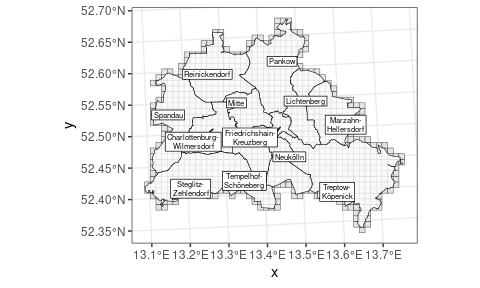 52.70°N
52.65°N
52.60°N
52.55°N
52.50°N
52.45°N
52.40°N
52.35°N
y
Pankow
Reinickendorf
Mitte
Lichtenberg
Spandau
Marzahn-
Hellersdorf
Charlottenburg-
Wilmersdorf
Friedrichshain-
Kreuzberg
Neukölln
Steglitz-
Zehlendorf
Tempelhof-
Schöneberg
Treptow-
Köpenick
13.1°E 13.2°E 13.3°E 13.4°E 13.5°E 13.6°E 13.7°E
x